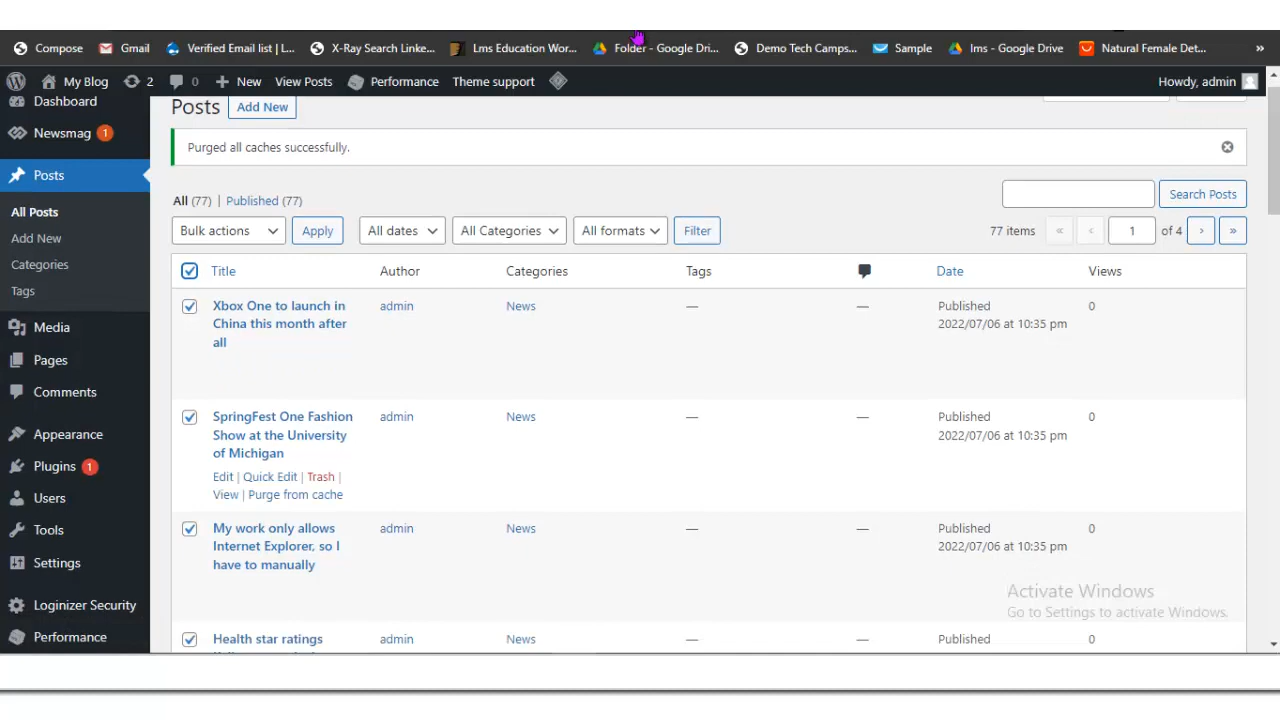 Compose Gmail Verified Email list | L... X-Ray Search Linke... Lms Education Wor... Folder - Google Dri... Demo Tech Camps... Sample lms - Google Drive Natural Female Det... »
My Blog 2 0 + New View Posts Performance Theme support Howdy, admin
Dashboard
Newsmag 1
Posts
All Posts
Add New
Categories
Tags
Media
Pages
Comments
Appearance
Plugins 1
Users
Tools
Settings
Loginizer Security
Performance
Posts Add New
Purged all caches successfully.
All (77) | Published (77)
Search Posts
Bulk actions Apply All dates All Categories All formats Filter 77 items « ‹ 1 of 4 › »
Title Author Categories Tags Date Views
Xbox One to launch in admin News — — Published 0
China this month after 2022/07/06 at 10:35 pm
all
SpringFest One Fashion admin News — — Published 0
Show at the University 2022/07/06 at 10:35 pm
of Michigan
Edit | Quick Edit | Trash |
View | Purge from cache
My work only allows admin News — — Published 0
Internet Explorer, so I 2022/07/06 at 10:35 pm
have to manually
Activate Windows
Go to Settings to activate Windows.
Health star ratings admin News — — Published 0